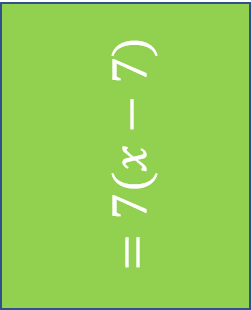 = 7(x − 7)